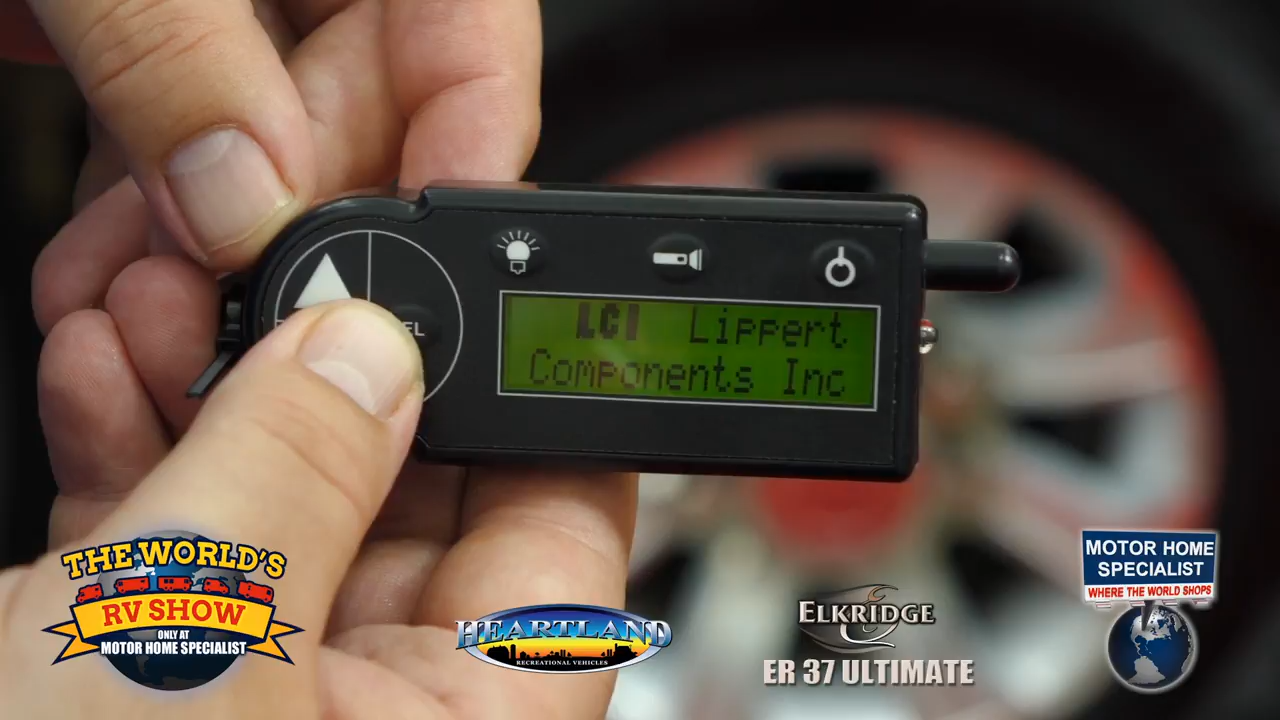 LCI Lippert
Components Inc
THE WORLD'S
RV SHOW
ONLY AT
MOTOR HOME SPECIALIST
HEARTLAND
RECREATIONAL VEHICLES
ELKRIDGE
ER 37 ULTIMATE
MOTOR HOME
SPECIALIST
WHERE THE WORLD SHOPS